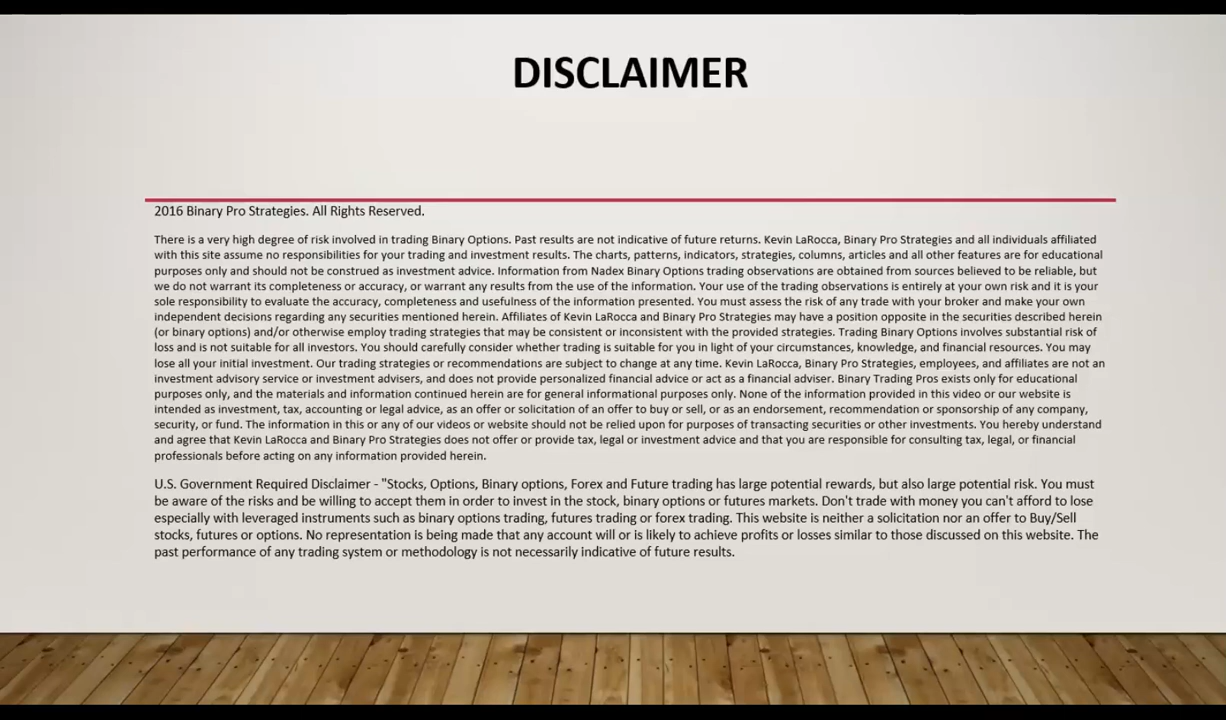 DISCLAIMER
2016 Binary Pro Strategies. All Rights Reserved.
There is a very high degree of risk involved in trading Binary Options. Past results are not indicative of future returns. Kevin LaRocca, Binary Pro Strategies and all individuals affiliated
with this site assume no responsibilities for your trading and investment results. The charts, patterns, indicators, strategies, columns, articles and all other features are for educational
purposes only and should not be construed as investment advice. Information from Nadex Binary Options trading observations are obtained from sources believed to be reliable, but
we do not warrant its completeness or accuracy, or warrant any results from the use of the information. Your use of the trading observations is entirely at your own risk and it is your
sole responsibility to evaluate the accuracy, completeness and usefulness of the information presented. You must assess the risk of any trade with your broker and make your own
independent decisions regarding any securities mentioned herein. Affiliates of Kevin LaRocca and Binary Pro Strategies may have a position opposite in the securities described herein
(or binary options) and/or otherwise employ trading strategies that may be consistent or inconsistent with the provided strategies. Trading Binary Options involves substantial risk of
loss and is not suitable for all investors. You should carefully consider whether trading is suitable for you in light of your circumstances, knowledge, and financial resources. You may
lose all your initial investment. Our trading strategies or recommendations are subject to change at any time. Kevin LaRocca, Binary Pro Strategies, employees, and affiliates are not an
investment advisory service or investment advisers, and does not provide personalized financial advice or act as a financial adviser. Binary Trading Pros exists only for educational
purposes only, and the materials and information continued herein are for general informational purposes only. None of the information provided in this video or our website is
intended as investment, tax, accounting or legal advice, as an offer or solicitation of an offer to buy or sell, or as an endorsement, recommendation or sponsorship of any company,
security, or fund. The information in this or any of our videos or website should not be relied upon for purposes of transacting securities or other investments. You hereby understand
and agree that Kevin LaRocca and Binary Pro Strategies does not offer or provide tax, legal or investment advice and that you are responsible for consulting tax, legal, or financial
professionals before acting on any information provided herein.
U.S. Government Required Disclaimer - "Stocks, Options, Binary options, Forex and Future trading has large potential rewards, but also large potential risk. You must
be aware of the risks and be willing to accept them in order to invest in the stock, binary options or futures markets. Don't trade with money you can't afford to lose
especially with leveraged instruments such as binary options trading, futures trading or forex trading. This website is neither a solicitation nor an offer to Buy/Sell
stocks, futures or options. No representation is being made that any account will or is likely to achieve profits or losses similar to those discussed on this website. The
past performance of any trading system or methodology is not necessarily indicative of future results.